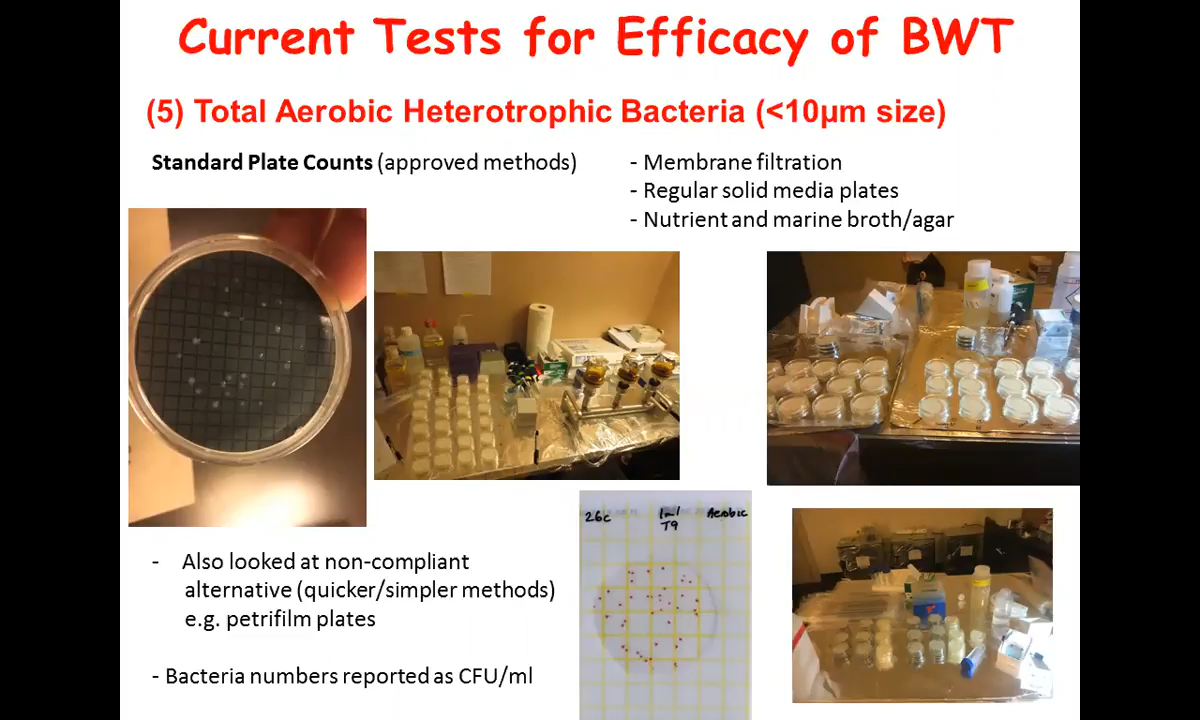 Current Tests for Efficacy of BWT
(5) Total Aerobic Heterotrophic Bacteria (<10µm size)
Standard Plate Counts (approved methods)
- Membrane filtration
- Regular solid media plates
- Nutrient and marine broth/agar
- Also looked at non-compliant
alternative (quicker/simpler methods)
e.g. petrifilm plates
- Bacteria numbers reported as CFU/ml
26c 1ml Aerobic
T9